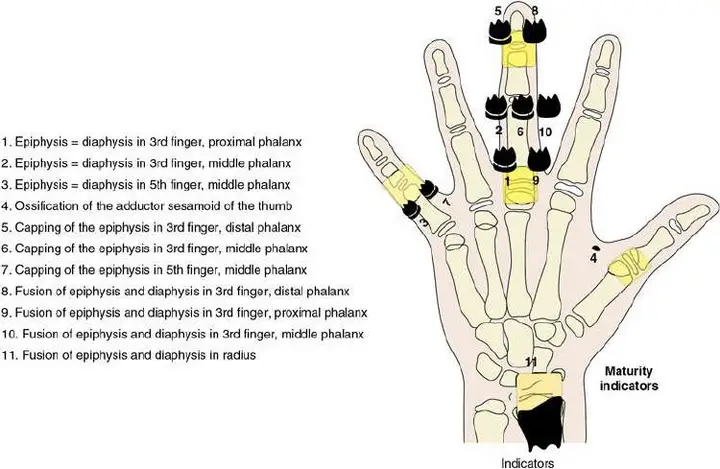 5 8
1. Epiphysis = diaphysis in 3rd finger, proximal phalanx
2. Epiphysis = diaphysis in 3rd finger, middle phalanx
3. Epiphysis = diaphysis in 5th finger, middle phalanx
4. Ossification of the adductor sesamoid of the thumb
5. Capping of the epiphysis in 3rd finger, distal phalanx
6. Capping of the epiphysis in 3rd finger, middle phalanx
7. Capping of the epiphysis in 5th finger, middle phalanx
8. Fusion of epiphysis and diaphysis in 3rd finger, distal phalanx
9. Fusion of epiphysis and diaphysis in 3rd finger, proximal phalanx
10. Fusion of epiphysis and diaphysis in 3rd finger, middle phalanx
11. Fusion of epiphysis and diaphysis in radius
2 6 10
1 9
7
3
4
11
Maturity
indicators
Indicators